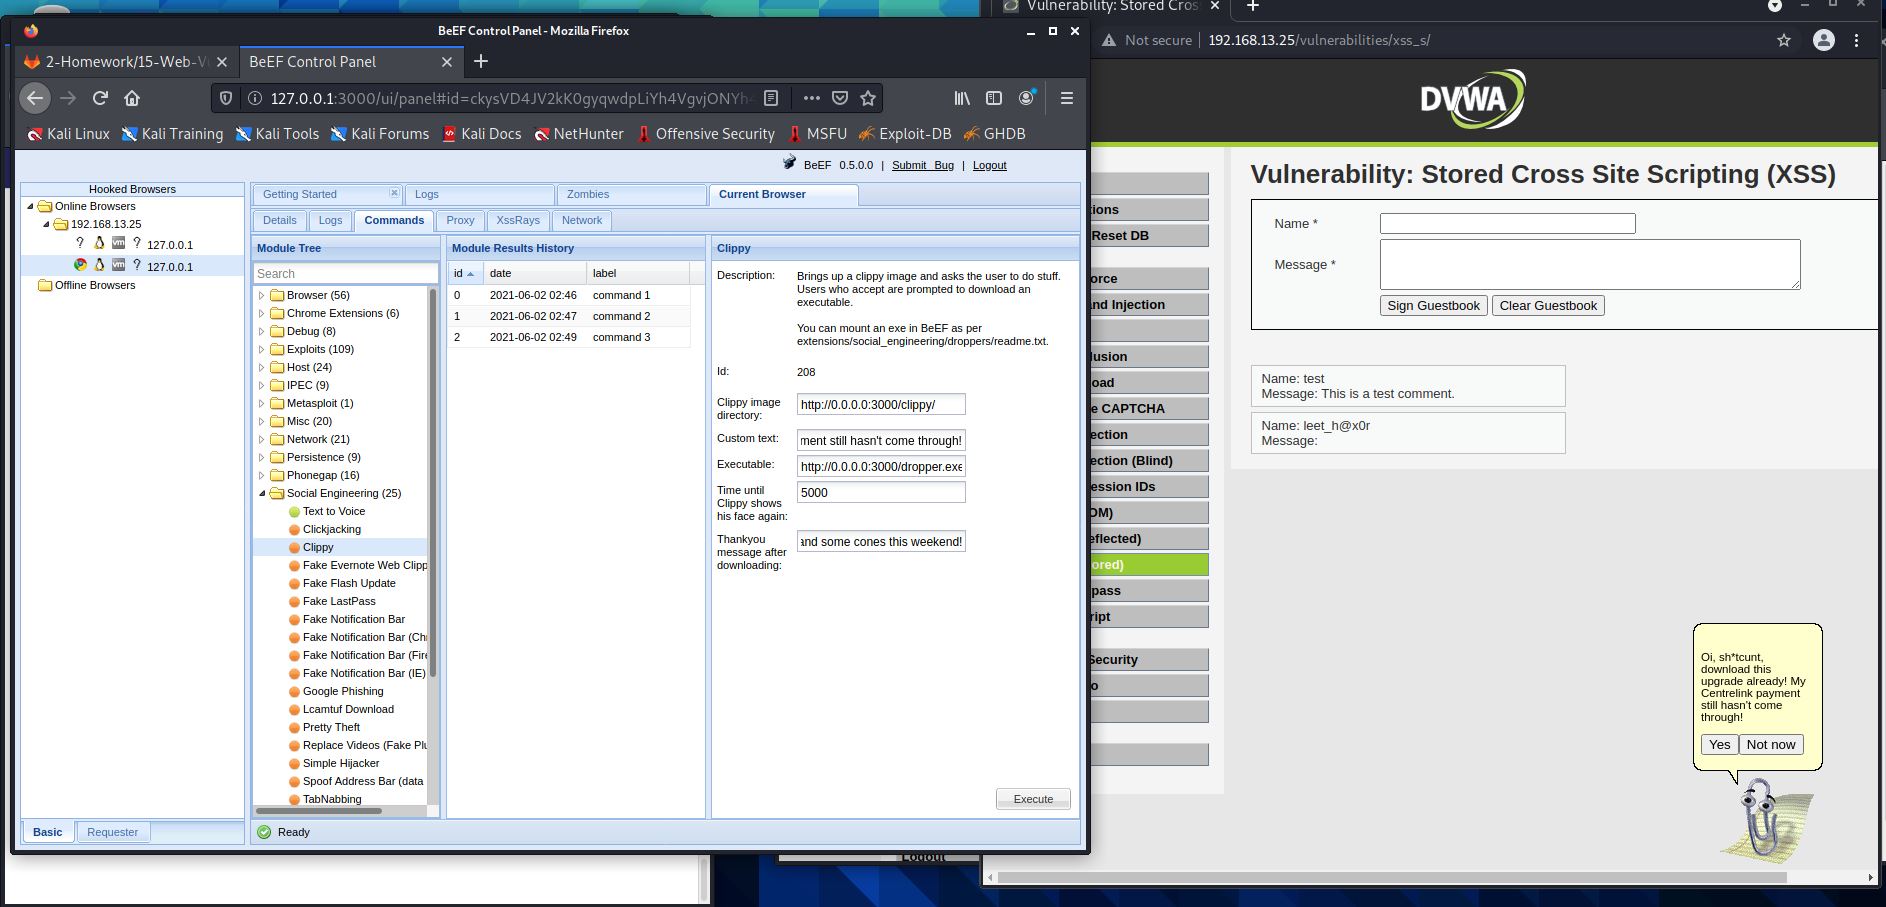 BeEF Control Panel - Mozilla Firefox
2-Homework/15-Web-Vu
BeEF Control Panel
127.0.0.1:3000/ui/panel#id=ckysVD4JV2kK0gyqwdpLiYh4VgvjONYh4
Kali Linux Kali Training Kali Tools Kali Forums Kali Docs NetHunter Offensive Security MSFU Exploit-DB GHDB
BeEF 0.5.0.0 | Submit Bug | Logout
Hooked Browsers
Online Browsers
192.168.13.25
? vm ? 127.0.0.1
vm ? 127.0.0.1
Offline Browsers
Basic Requester
Getting Started Logs Zombies Current Browser
Details Logs Commands Proxy XssRays Network
Module Tree
Search
Browser (56)
Chrome Extensions (6)
Debug (8)
Exploits (109)
Host (24)
IPEC (9)
Metasploit (1)
Misc (20)
Network (21)
Persistence (9)
Phonegap (16)
Social Engineering (25)
Text to Voice
Clickjacking
Clippy
Fake Evernote Web Clipp
Fake Flash Update
Fake LastPass
Fake Notification Bar
Fake Notification Bar (Chr
Fake Notification Bar (Fire
Fake Notification Bar (IE)
Google Phishing
Lcamtuf Download
Pretty Theft
Replace Videos (Fake Plu
Simple Hijacker
Spoof Address Bar (data
TabNabbing
Module Results History
id date label
0 2021-06-02 02:46 command 1
1 2021-06-02 02:47 command 2
2 2021-06-02 02:49 command 3
Clippy
Description: Brings up a clippy image and asks the user to do stuff.
Users who accept are prompted to download an
executable.
You can mount an exe in BeEF as per
extensions/social_engineering/droppers/readme.txt.
Id: 208
Clippy image
directory:
http://0.0.0.0:3000/clippy/
Custom text: ment still hasn't come through!
Executable: http://0.0.0.0:3000/dropper.exe
Time until
Clippy shows
his face again:
5000
Thankyou
message after
downloading:
and some cones this weekend!
Execute
Ready
Vulnerability: Stored Cross
Not secure | 192.168.13.25/vulnerabilities/xss_s/
DVWA
tions
Reset DB
orce
and Injection
lusion
oad
e CAPTCHA
ection
ection (Blind)
ession IDs
OM)
eflected)
ored)
pass
ript
Security
o
Logout
Vulnerability: Stored Cross Site Scripting (XSS)
Name *
Message *
Sign Guestbook Clear Guestbook
Name: test
Message: This is a test comment.
Name: leet_h@x0r
Message:
Oi, sh*tcunt,
download this
upgrade already! My
Centrelink payment
still hasn't come
through!
Yes Not now